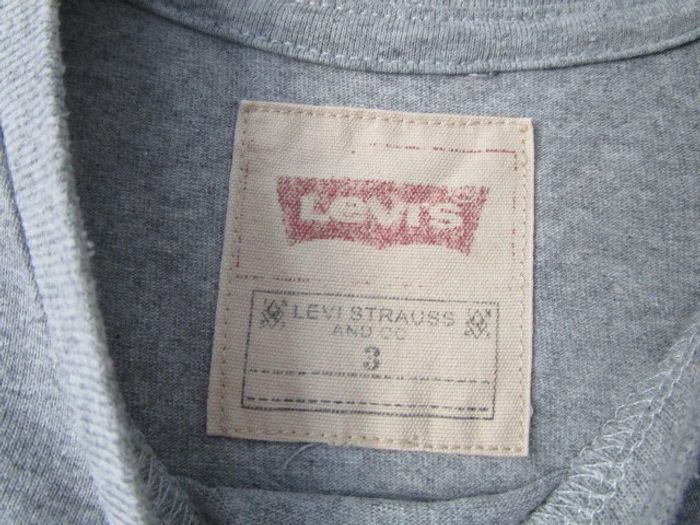 Levi's
LEVI STRAUSS
AND CO
3